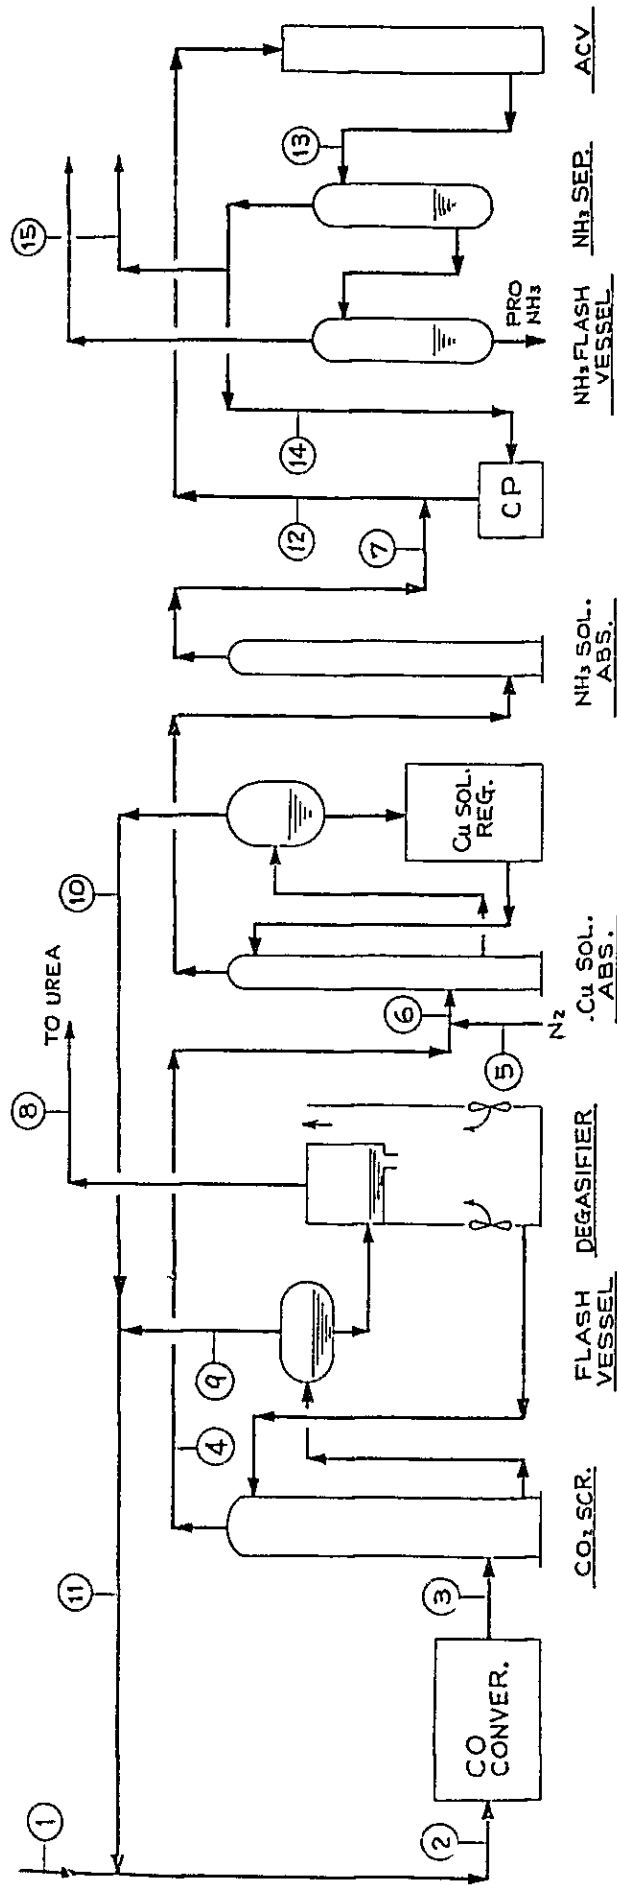 1
11
8
TO UREA
10
15
4
9
12
14
13
2
3
5
6
7
CO
CONVER.
N₂
Cu SOL.
REG.
CP
PRO
NH₃
CO₂ SCR.
FLASH
VESSEL
DEGASIFIER.
Cu SOL.
ABS.
NH₃ SOL.
ABS.
NH₃ FLASH
VESSEL
NH₃ SEP.
ACV